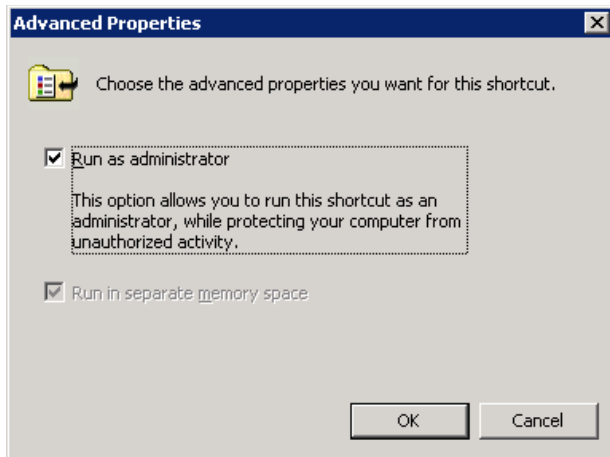 Advanced Properties
Choose the advanced properties you want for this shortcut.
Run as administrator
This option allows you to run this shortcut as an
administrator, while protecting your computer from
unauthorized activity.
Run in separate memory space
OK
Cancel